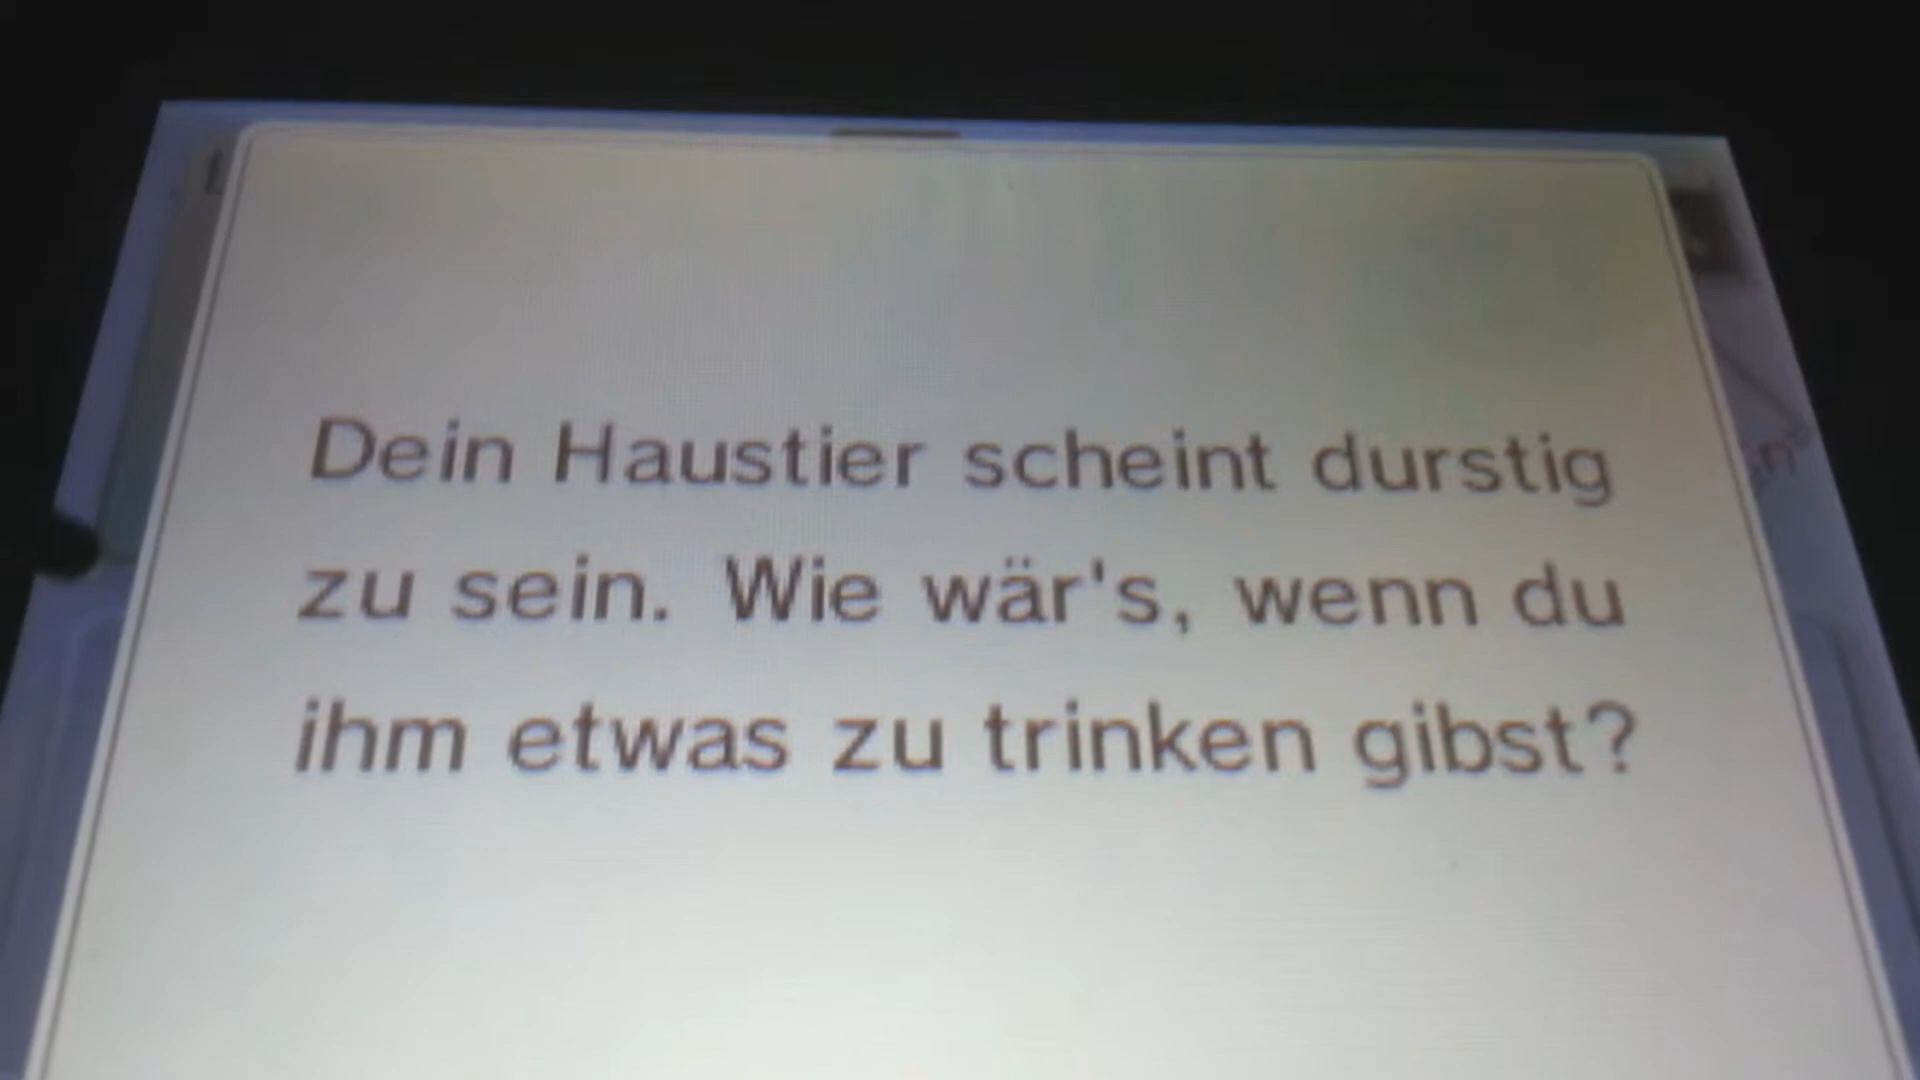 Dein Haustier scheint durstig
zu sein. Wie wär's, wenn du
ihm etwas zu trinken gibst?